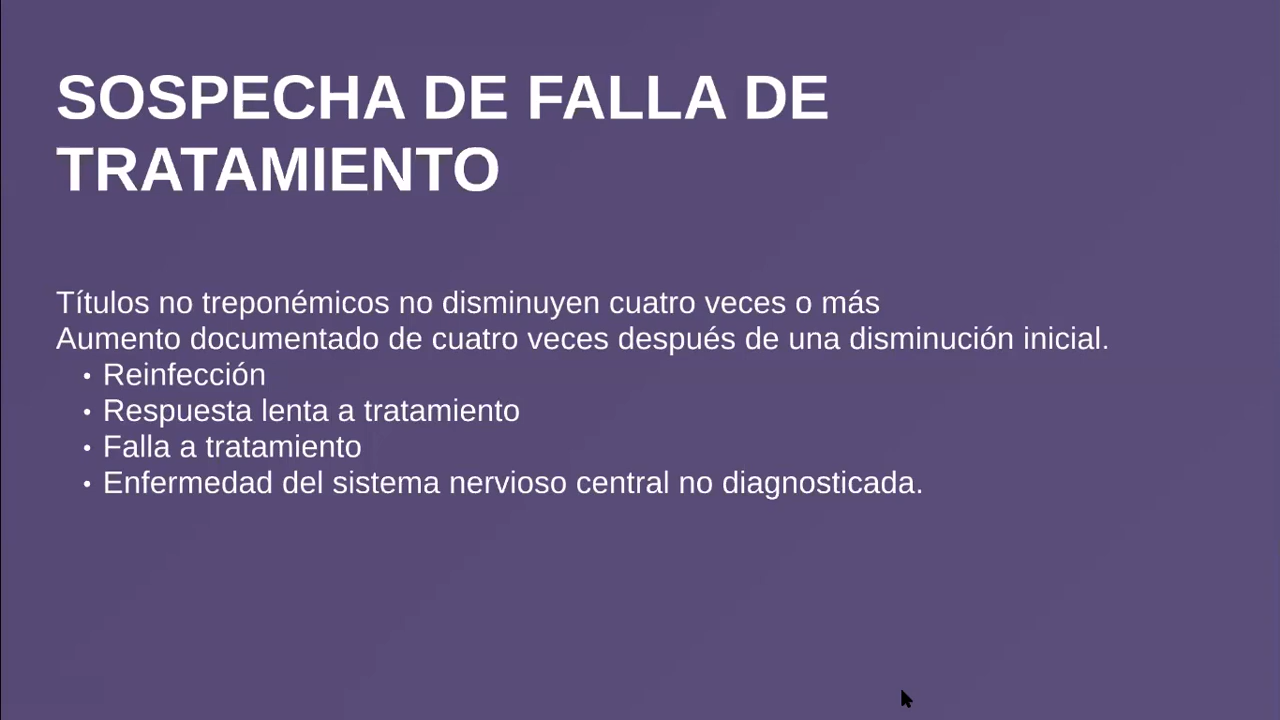 SOSPECHA DE FALLA DE
TRATAMIENTO
Títulos no treponémicos no disminuyen cuatro veces o más
Aumento documentado de cuatro veces después de una disminución inicial.
• Reinfección
• Respuesta lenta a tratamiento
• Falla a tratamiento
• Enfermedad del sistema nervioso central no diagnosticada.